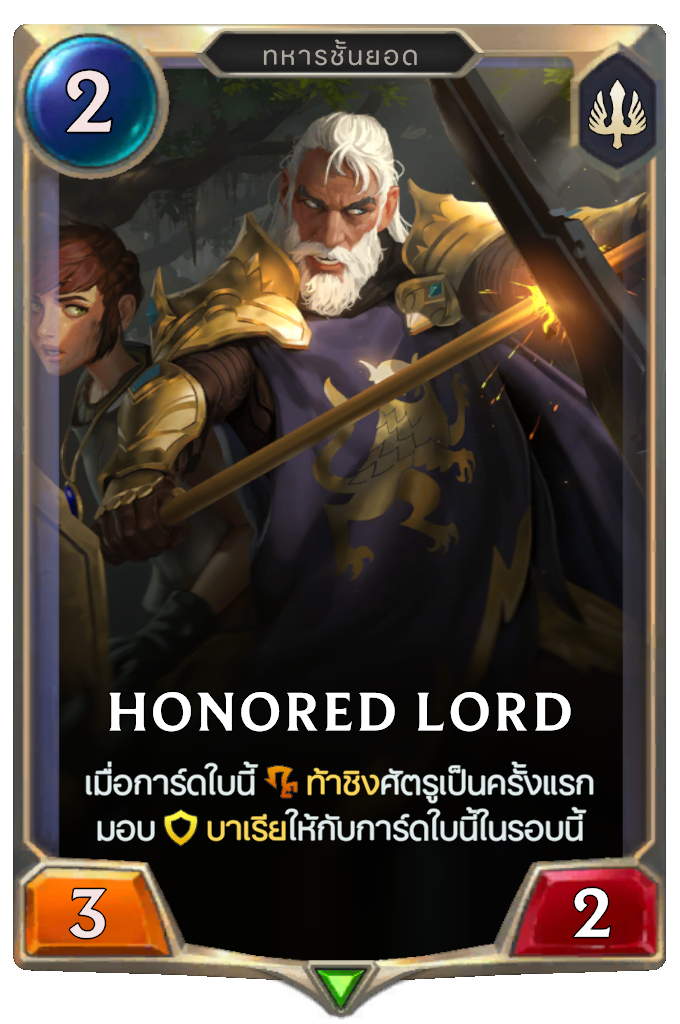 2
ทหารชั้นยอด
HONORED LORD
เมื่อการ์ดใบนี้ ท้าชิงศัตรูเป็นครั้งแรก
มอบ บาเรียให้กับการ์ดใบนี้ในรอบนี้
3
2